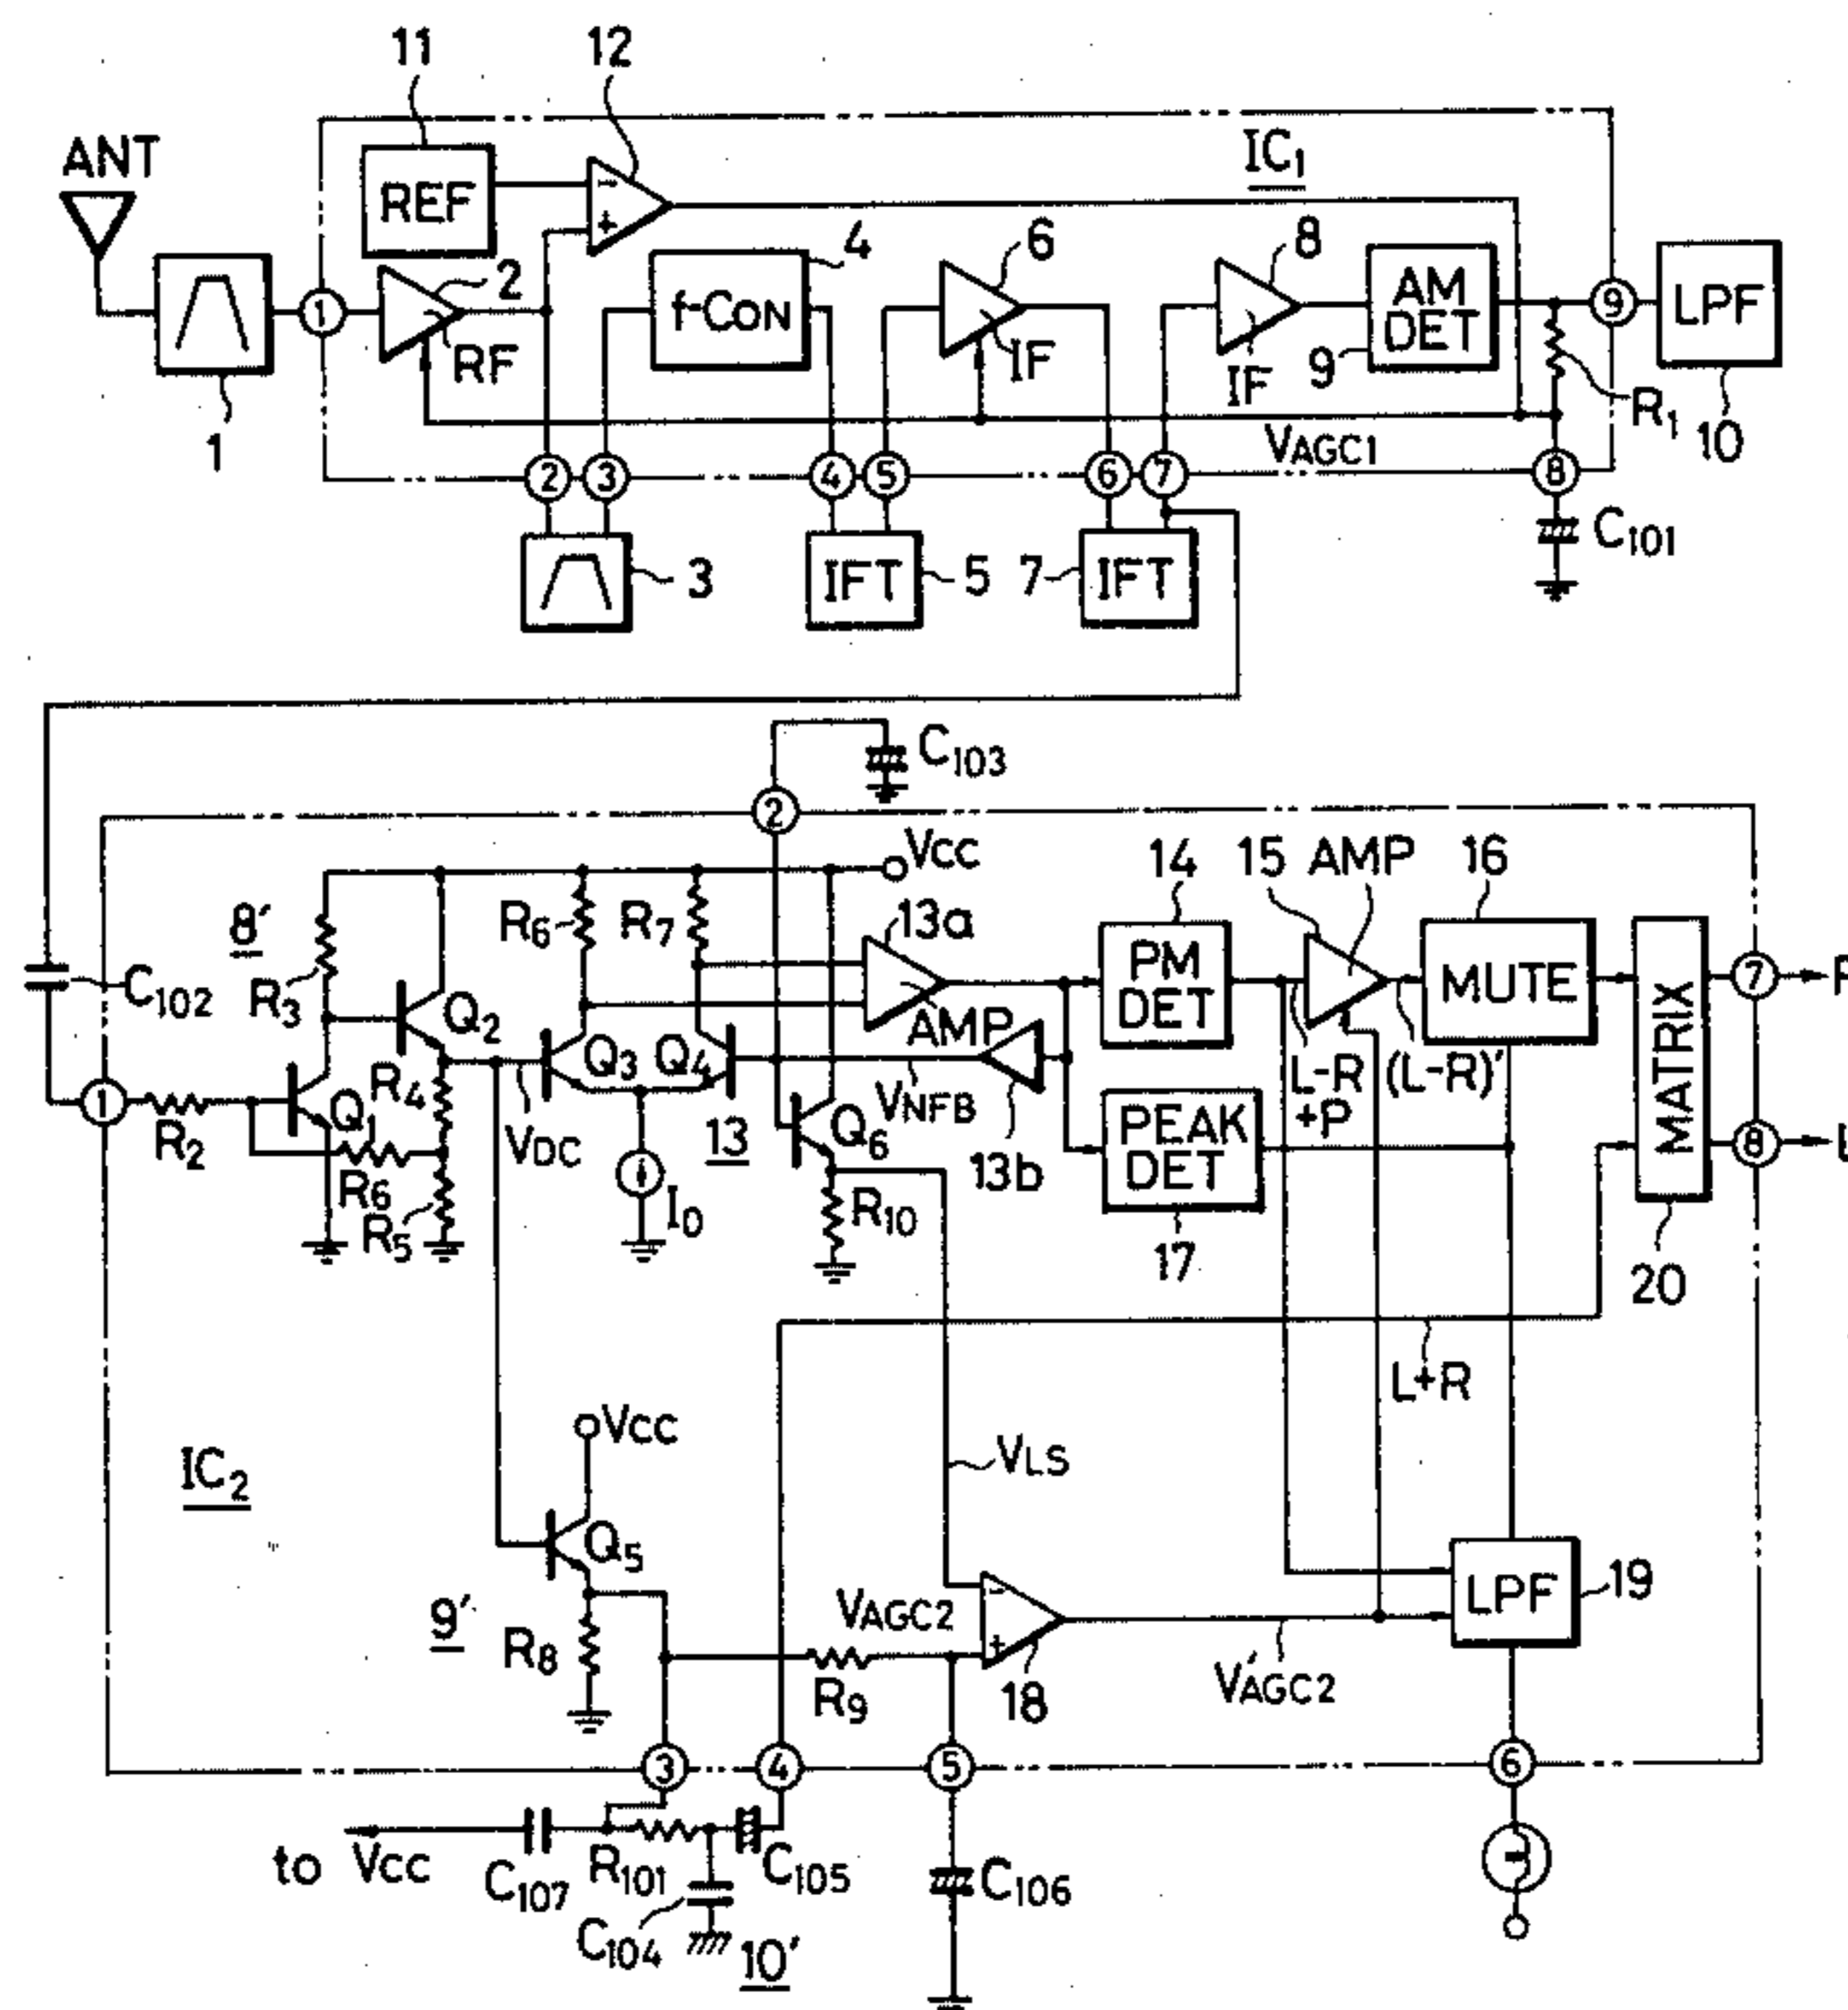 11 12
ANT
IC1
REF
- +
4 6 8
① 2 f-CON AM DET ⑨ LPF
RF IF IF 9 R1 10
1 VAGC1
② ③ ④ ⑤ ⑥ ⑦ ⑧
3 IFT 5 7 IFT C101
C103
②
VCC 14 15 AMP 16
8' R6 R7 13a
C102 R3 Q2 AMP PM DET MUTE ⑦
Q3 Q4 L-R +P (L-R)'
① R2 Q1 R4 VDC 13 VNFB Q6 13b PEAK DET MATRIX ⑧ L
R6 R5 I0 R10 17 20
L+R
VCC VLS
IC2
Q5 LPF 19
9' VAGC2 - +
R8 R9 18 V'AGC2
③ ④ ⑤ ⑥
to VCC C107 R101 C105 C106
C104 10'